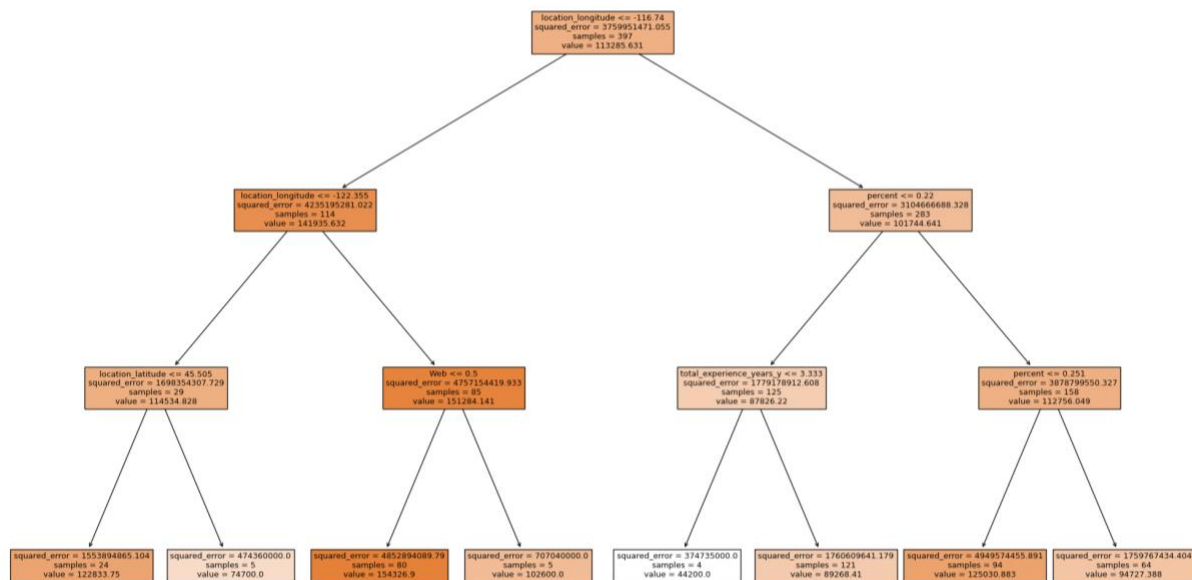 location_longitude <= -116.74
squared_error = 3759951471.055
samples = 397
value = 113285.631
location_longitude <= -122.355
squared_error = 4235195281.022
samples = 114
value = 141935.632
percent <= 0.22
squared_error = 3104666688.328
samples = 283
value = 101744.641
location_latitude <= 45.505
squared_error = 1698354307.729
samples = 29
value = 114534.828
Web <= 0.5
squared_error = 4757154419.933
samples = 85
value = 151284.141
total_experience_years_y <= 3.333
squared_error = 1779178912.608
samples = 125
value = 87826.22
percent <= 0.251
squared_error = 3878799550.327
samples = 158
value = 112756.049
squared_error = 1553894865.104
samples = 24
value = 122833.75
squared_error = 474360000.0
samples = 5
value = 74700.0
squared_error = 4852894089.79
samples = 80
value = 154326.9
squared_error = 707040000.0
samples = 5
value = 102600.0
squared_error = 374735000.0
samples = 4
value = 44200.0
squared_error = 1760609641.179
samples = 121
value = 89268.41
squared_error = 4949574455.891
samples = 94
value = 125030.883
squared_error = 1759767434.404
samples = 64
value = 94727.388